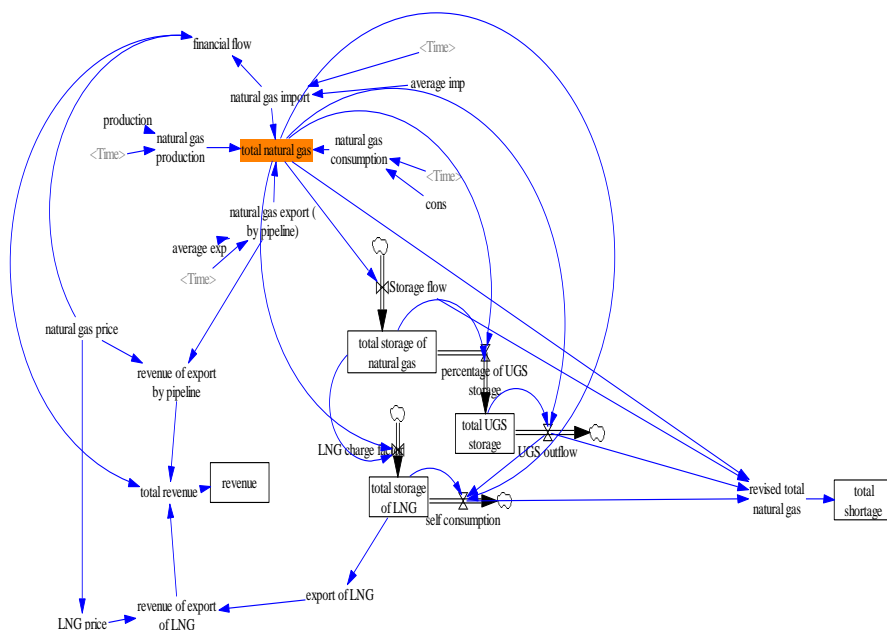 financial flow
<Time>
natural gas import
average imp
production
natural gas
production
<Time>
total natural gas
natural gas
consumption
<Time>
cons
natural gas export (
by pipeline)
average exp
<Time>
Storage flow
natural gas price
total storage of
natural gas
revenue of export
by pipeline
percentage of UGS
storage
total UGS
storage
LNG charge
UGS outflow
total revenue
revenue
total storage
of LNG
self consumption
revised total
natural gas
total
shortage
export of LNG
revenue of export
of LNG
LNG price